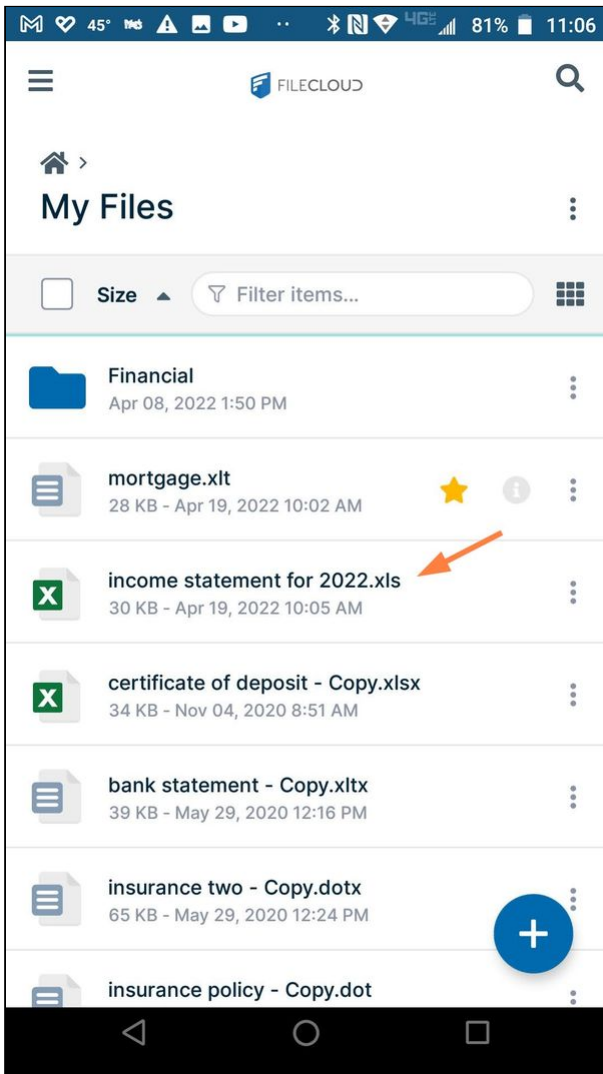 45° 4GE 81% 11:06
FILECLOUD
My Files
Size Filter items...
Financial
Apr 08, 2022 1:50 PM
mortgage.xlt
28 KB - Apr 19, 2022 10:02 AM
income statement for 2022.xls
30 KB - Apr 19, 2022 10:05 AM
certificate of deposit - Copy.xlsx
34 KB - Nov 04, 2020 8:51 AM
bank statement - Copy.xltx
39 KB - May 29, 2020 12:16 PM
insurance two - Copy.dotx
65 KB - May 29, 2020 12:24 PM
insurance policy - Copy.dot